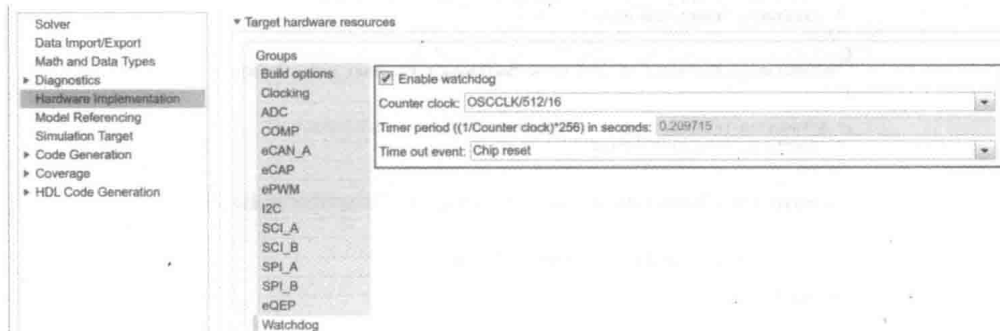 Solver
Data Import/Export
Math and Data Types
Diagnostics
Hardware Implementation
Model Referencing
Simulation Target
Code Generation
Coverage
HDL Code Generation
Target hardware resources
Groups
Build options
Clocking
ADC
COMP
eCAN_A
eCAP
ePWM
I2C
SCI_A
SCI_B
SPI_A
SPI_B
eQEP
Watchdog
Enable watchdog
Counter clock: OSCCLK/512/16
Timer period ((1/Counter clock)*256) in seconds: 0.209715
Time out event: Chip reset